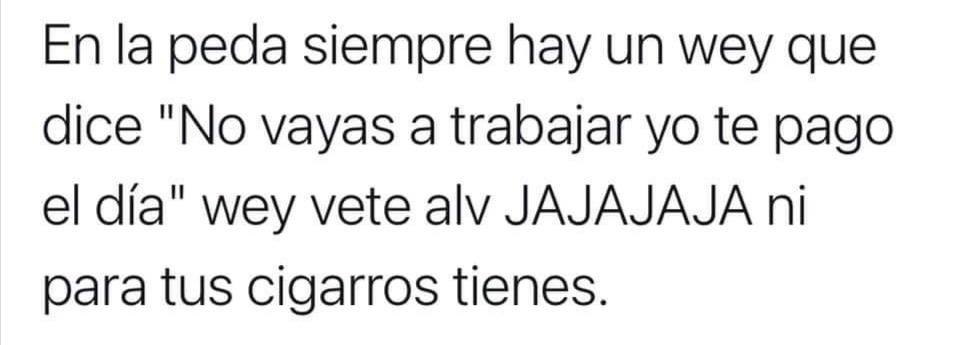 En la peda siempre hay un wey que
dice "No vayas a trabajar yo te pago
el día" wey vete alv JAJAJAJA ni
para tus cigarros tienes.